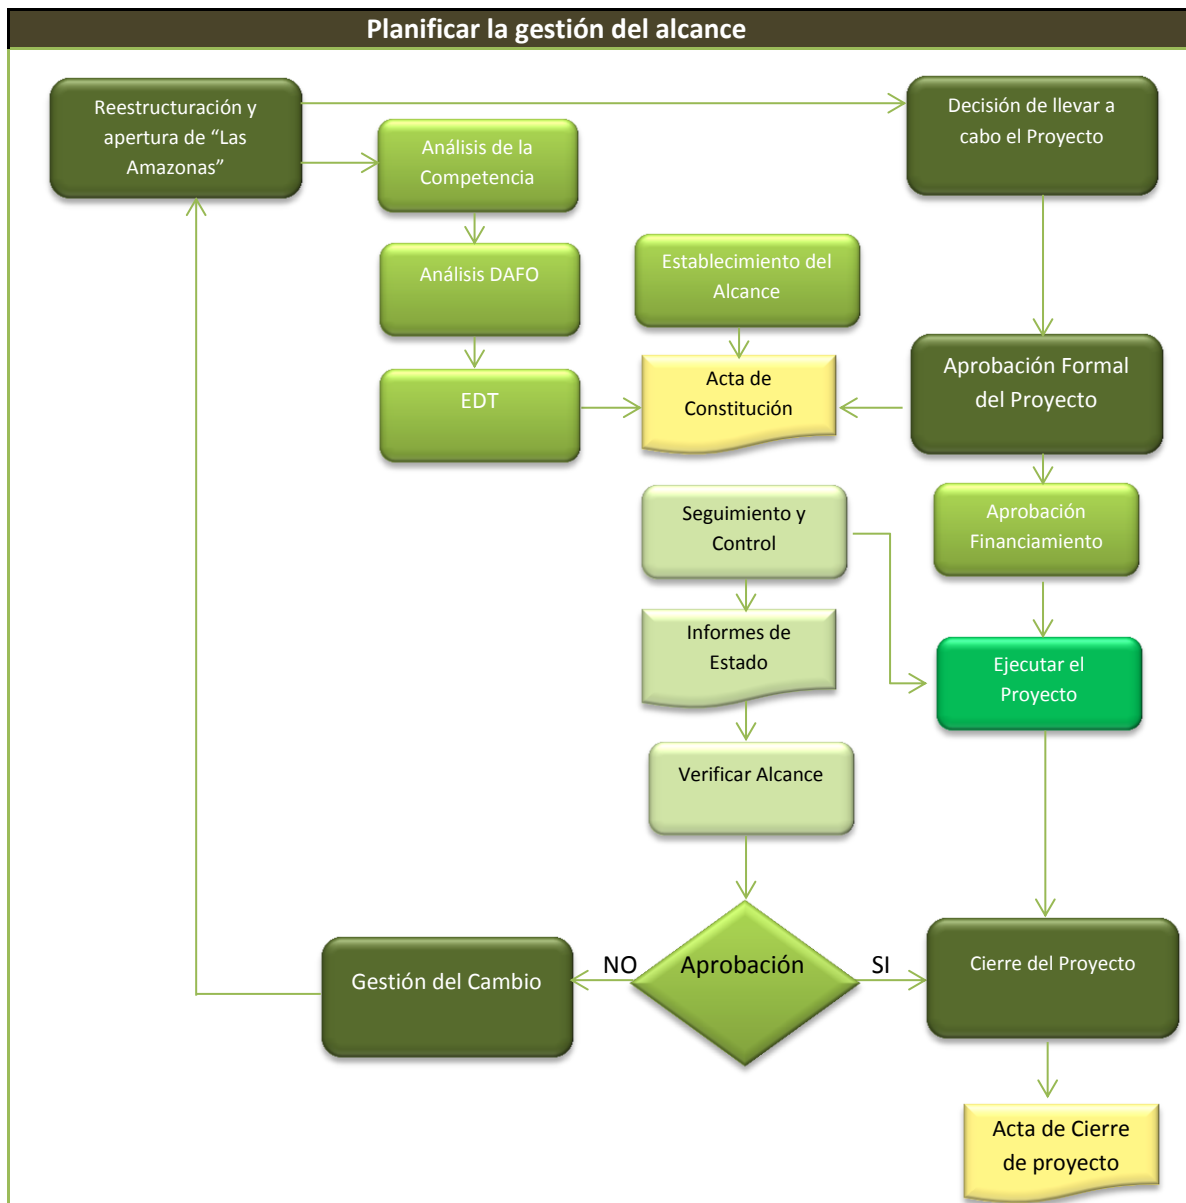 Planificar la gestión del alcance
Reestructuración y
apertura de “Las
Amazonas”
Decisión de llevar a
cabo el Proyecto
Análisis de la
Competencia
Análisis DAFO
Establecimiento del
Alcance
EDT
Acta de
Constitución
Aprobación Formal
del Proyecto
Seguimiento y
Control
Aprobación
Financiamiento
Informes de
Estado
Ejecutar el
Proyecto
Verificar Alcance
Gestión del Cambio
NO
Aprobación
SI
Cierre del Proyecto
Acta de Cierre
de proyecto